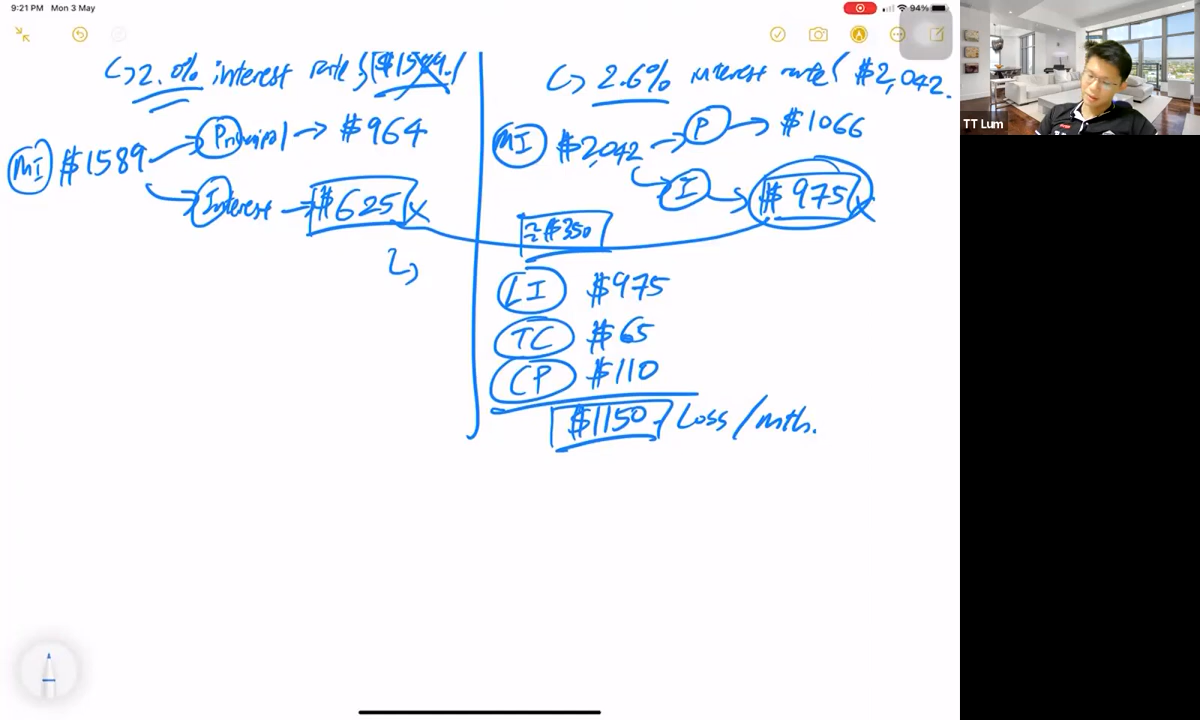 9:21 PM Mon 3 May
94%
↳ 2.0% interest rate
Principal → $964
MI $1589
Interest → $625 x
↳
↳ 2.6% interest rate ( $2,042.
MI $2,042 → P → $1066
I → $975 x
≈ $350
LI $975
TC $65
CP $110
$1150 Loss / mth.
TT Lum